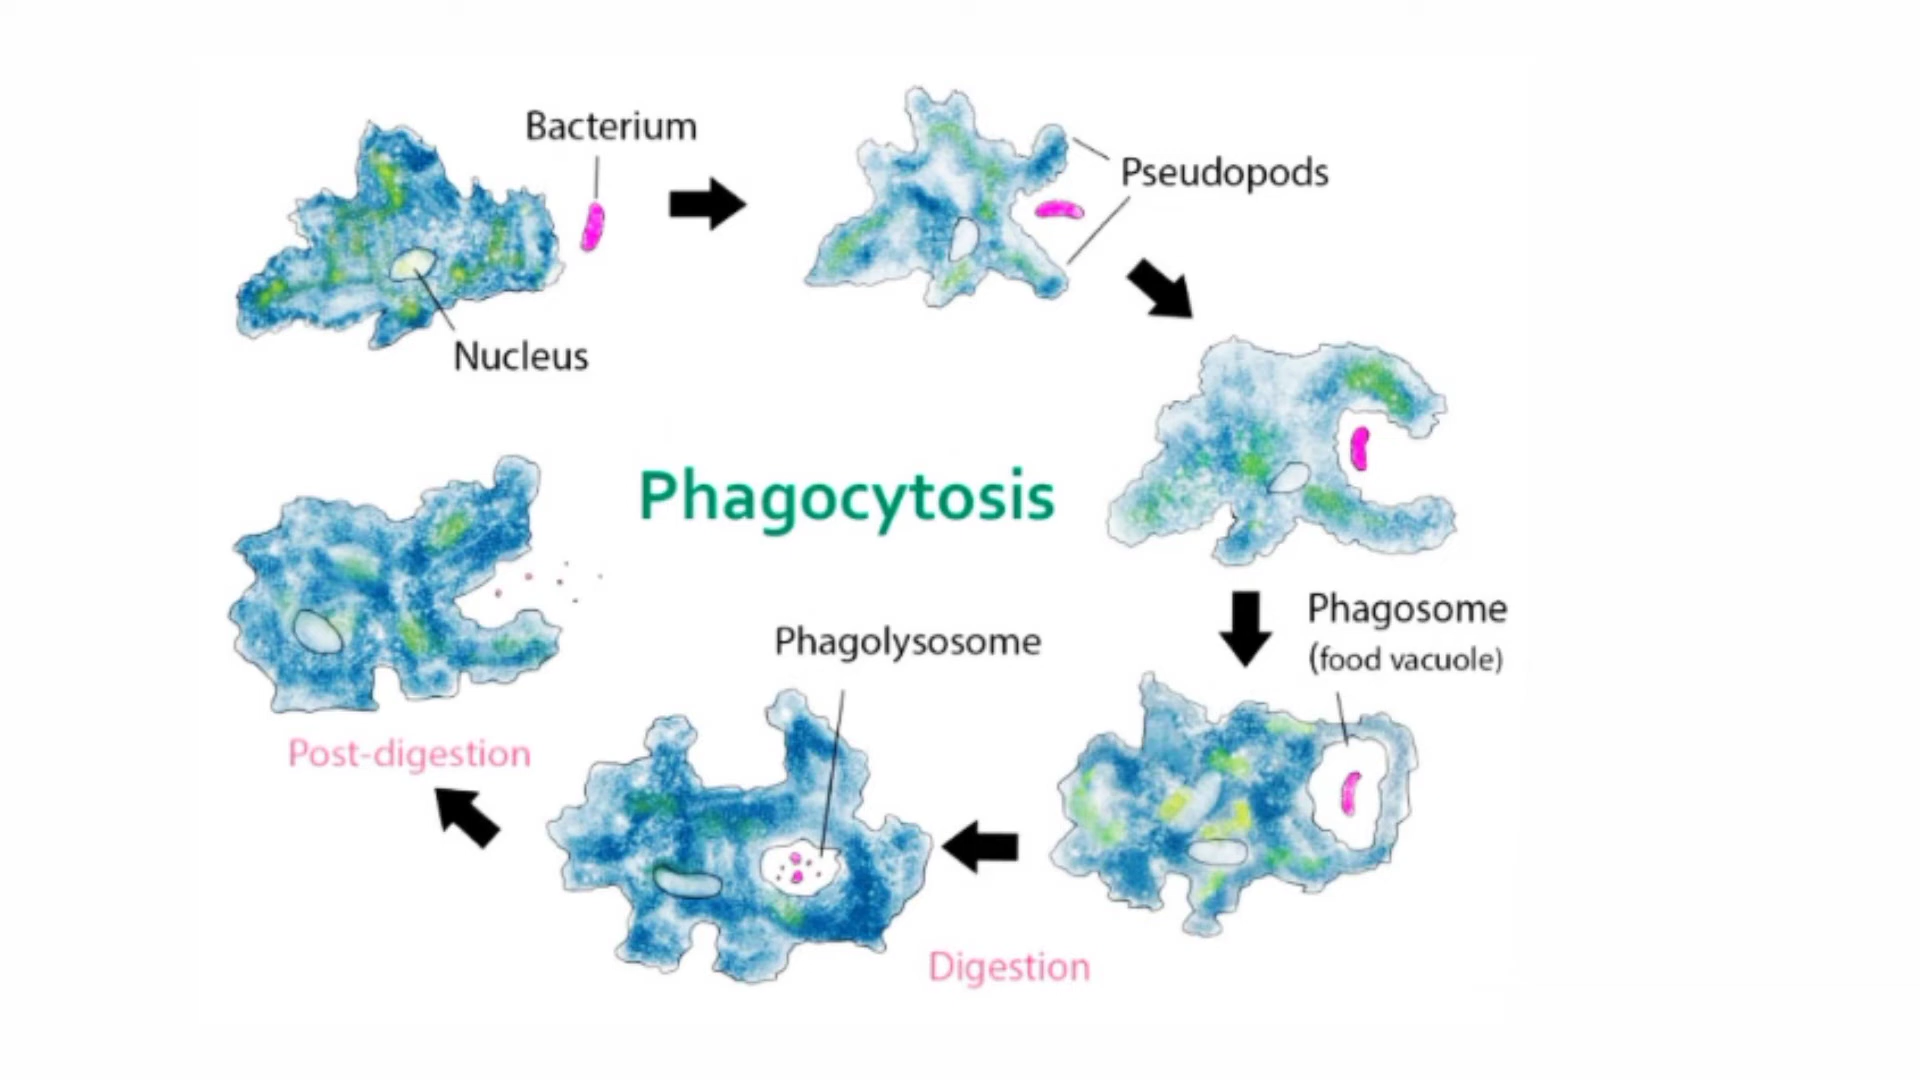 Bacterium
Pseudopods
Nucleus
Phagocytosis
Phagosome
(food vacuole)
Phagolysosome
Post-digestion
Digestion